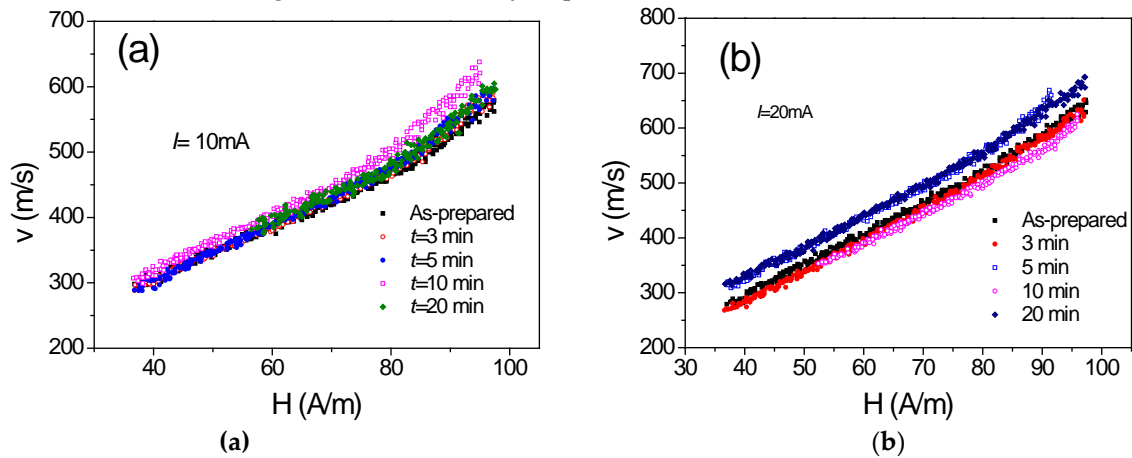 (a)
I= 10mA
700
600
500
400
300
200
v (m/s)
As-prepared
t=3 min
t=5 min
t=10 min
t=20 min
40
60
80
100
H (A/m)
(a)
(b)
I=20mA
800
700
600
500
400
300
200
v (m/s)
As-prepared
3 min
5 min
10 min
20 min
30
40
50
60
70
80
90
100
H (A/m)
(b)